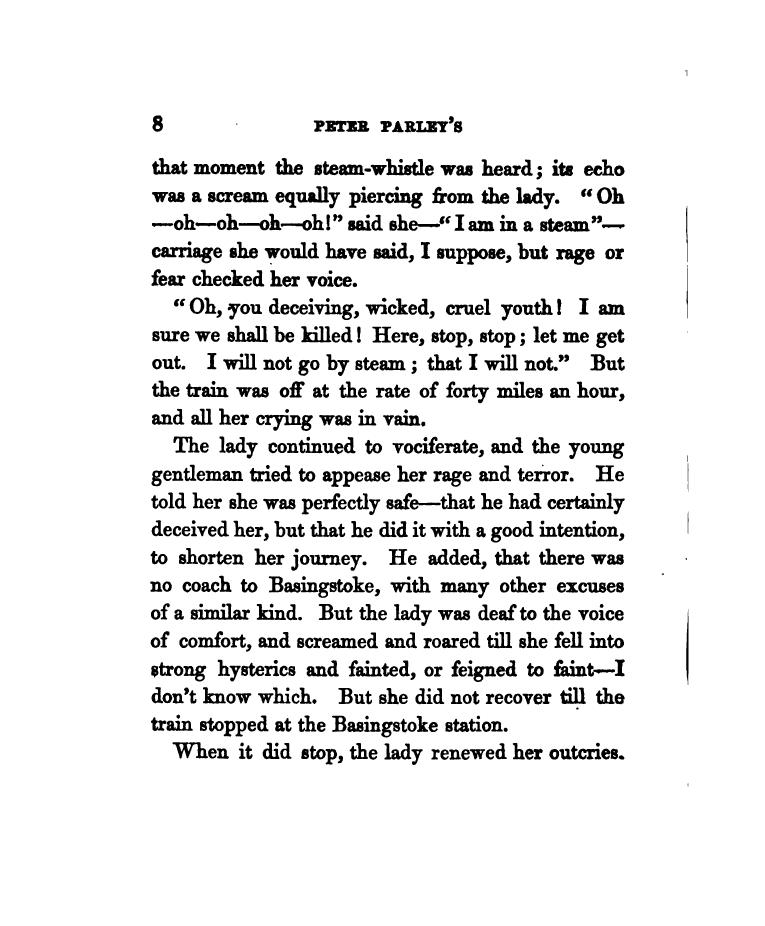 8 PETER PARLEY'S
that moment the steam-whistle was heard; its echo
was a scream equally piercing from the lady. "Oh
—oh—oh—oh—oh!" said she—"I am in a steam"—
carriage she would have said, I suppose, but rage or
fear checked her voice.
"Oh, you deceiving, wicked, cruel youth! I am
sure we shall be killed! Here, stop, stop; let me get
out. I will not go by steam; that I will not." But
the train was off at the rate of forty miles an hour,
and all her crying was in vain.
The lady continued to vociferate, and the young
gentleman tried to appease her rage and terror. He
told her she was perfectly safe—that he had certainly
deceived her, but that he did it with a good intention,
to shorten her journey. He added, that there was
no coach to Basingstoke, with many other excuses
of a similar kind. But the lady was deaf to the voice
of comfort, and screamed and roared till she fell into
strong hysterics and fainted, or feigned to faint—I
don't know which. But she did not recover till the
train stopped at the Basingstoke station.
When it did stop, the lady renewed her outcries.